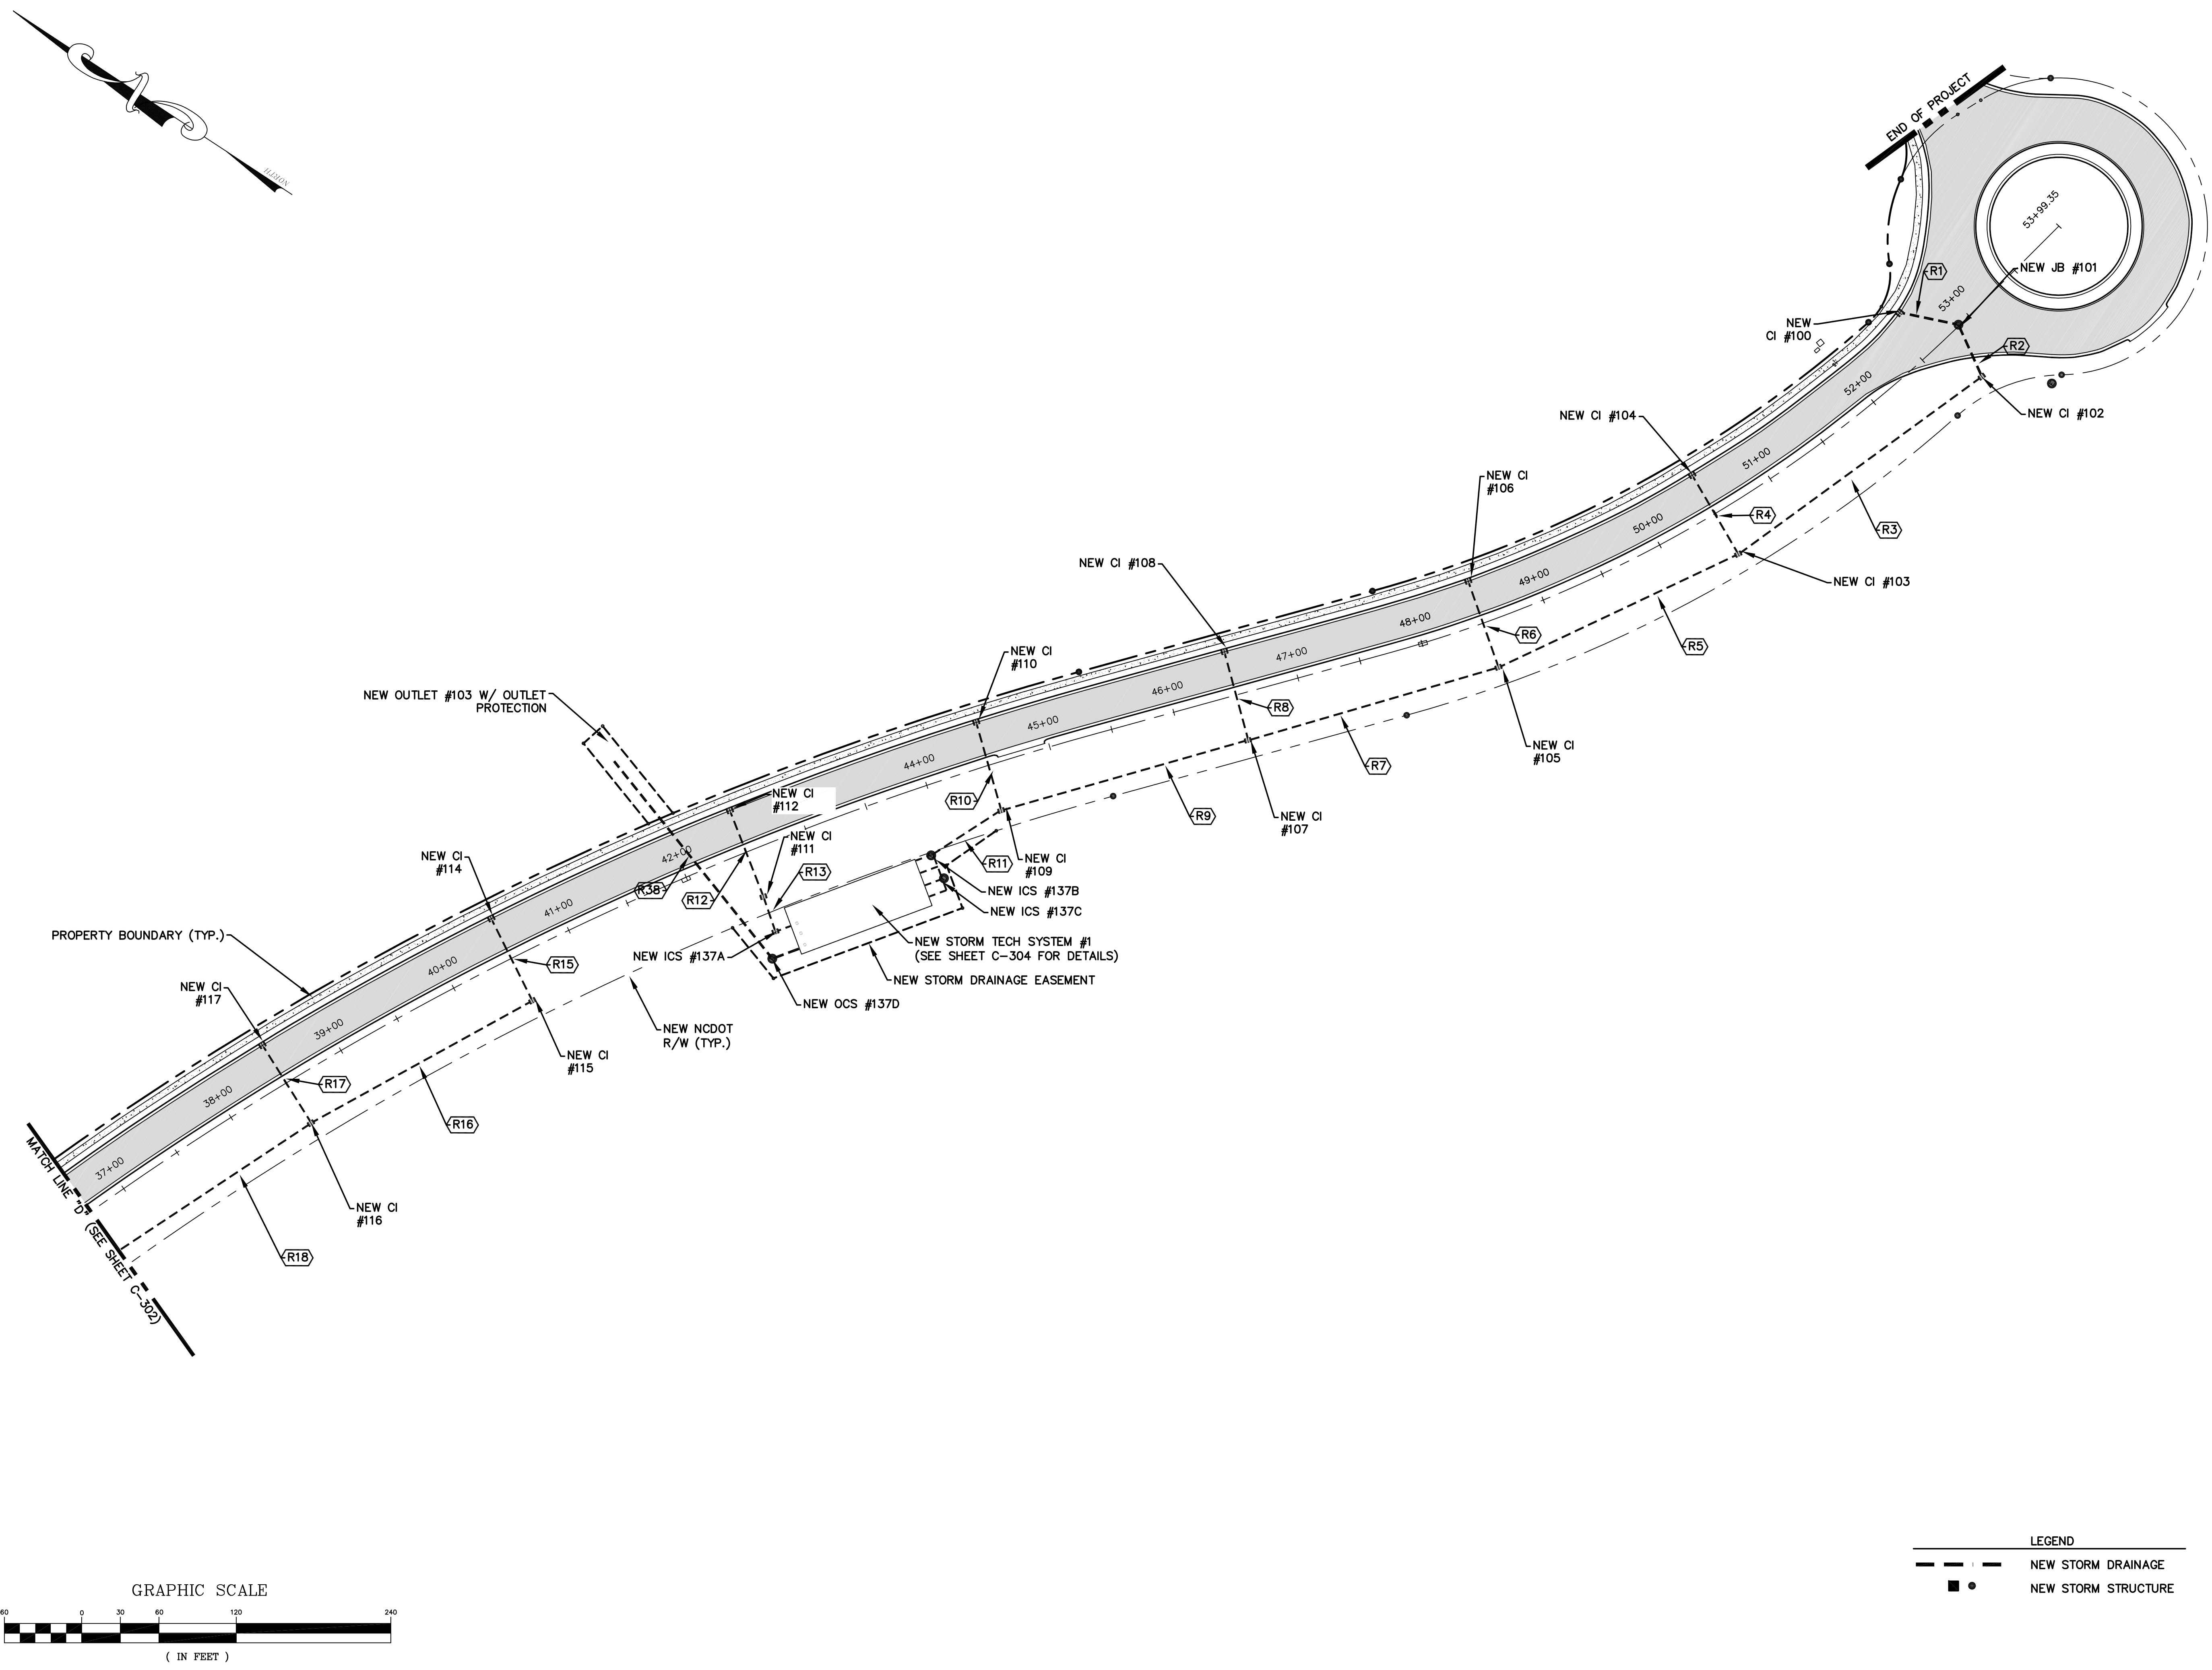 NORTH
END OF PROJECT
53+99.35
NEW JB #101
R1
53+00
NEW
CI #100
R2
52+00
NEW CI #102
NEW CI #104
51+00
NEW CI
#106
R4
50+00
R3
NEW CI #108
49+00
NEW CI #103
48+00
R6
R5
NEW CI
#110
47+00
46+00
NEW OUTLET #103 W/ OUTLET
PROTECTION
R8
45+00
NEW CI
#105
44+00
R7
NEW CI
#112
R10
R9
NEW CI
#107
NEW CI
#111
NEW CI
#114
42+00
R11
NEW CI
#109
R13
R38
R12
NEW ICS #137B
41+00
NEW ICS #137C
PROPERTY BOUNDARY (TYP.)
NEW STORM TECH SYSTEM #1
(SEE SHEET C-304 FOR DETAILS)
NEW ICS #137A
40+00
R15
NEW STORM DRAINAGE EASEMENT
NEW CI
#117
NEW OCS #137D
39+00
NEW NCDOT
R/W (TYP.)
NEW CI
#115
R17
38+00
R16
37+00
MATCH LINE "D" (SEE SHEET C-302)
NEW CI
#116
R18
LEGEND
NEW STORM DRAINAGE
NEW STORM STRUCTURE
GRAPHIC SCALE
60 0 30 60 120 240
( IN FEET )